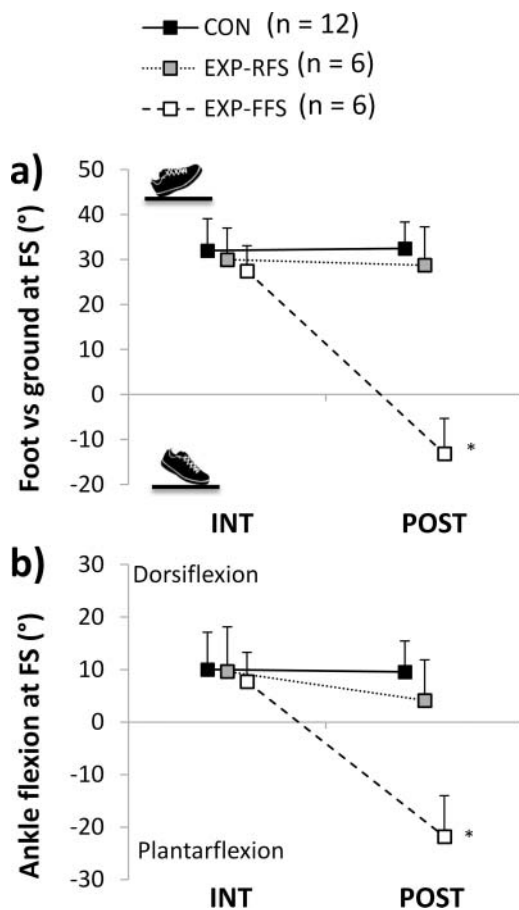 CON (n = 12)
EXP-RFS (n = 6)
EXP-FFS (n = 6)
a)
Foot vs ground at FS (°)
50
40
30
20
10
0
-10
-20
*
INT POST
b)
Ankle flexion at FS (°)
30
20
10
0
-10
-20
-30
Dorsiflexion
Plantarflexion
*
INT POST